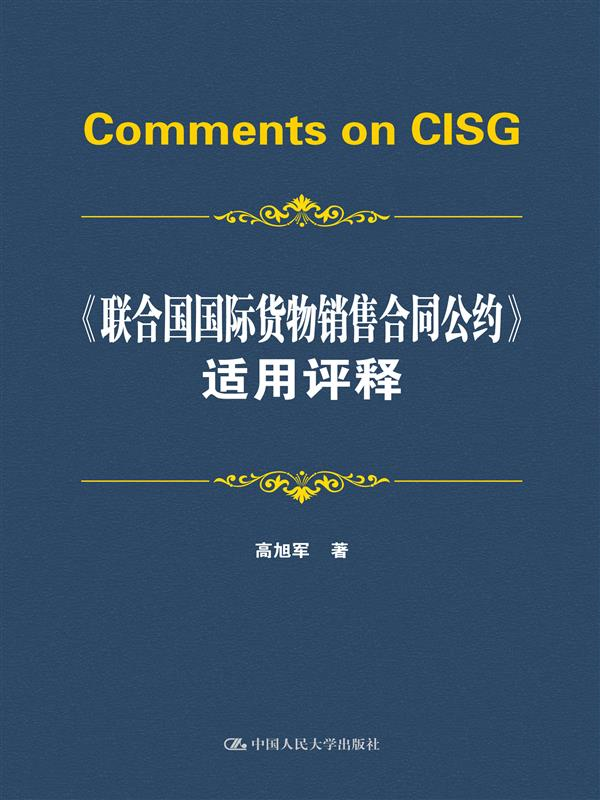 Comments on CISG
《联合国国际货物销售合同公约》
适用评释
高旭军 著
中国人民大学出版社